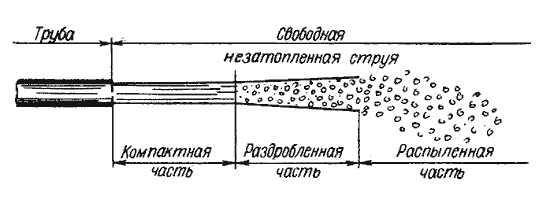 Труба
Свободная
незатопленная струя
Компактная часть
Раздробленная часть
Распыленная часть